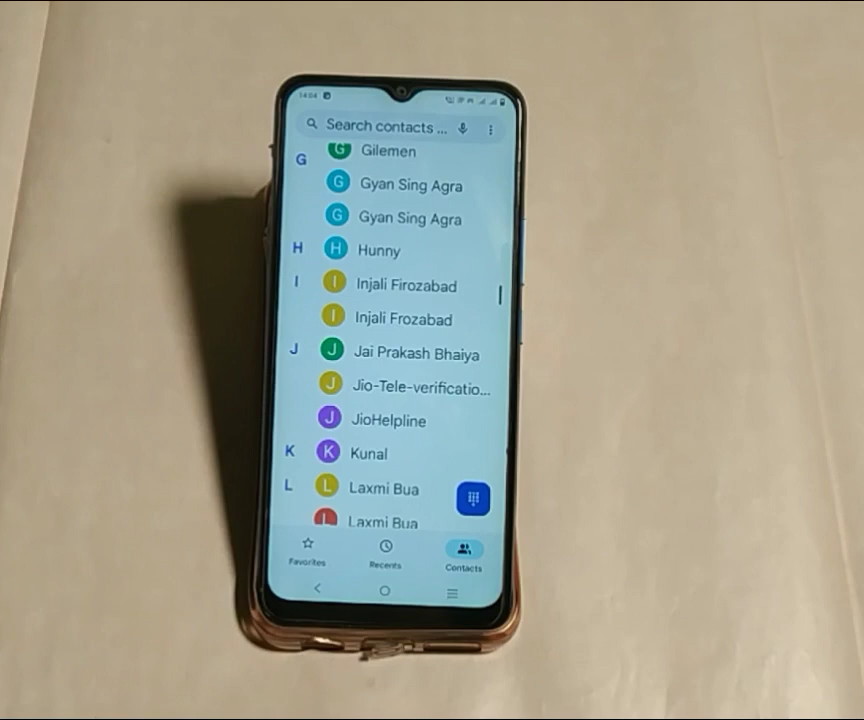 14:04
Search contacts ...
G
G Gilemen
G Gyan Sing Agra
G Gyan Sing Agra
H
H Hunny
I
I Injali Firozabad
I Injali Frozabad
J
J Jai Prakash Bhaiya
J Jio-Tele-verificatio...
J JioHelpline
K
K Kunal
L
L Laxmi Bua
L Laxmi Bua
Favorites Recents Contacts